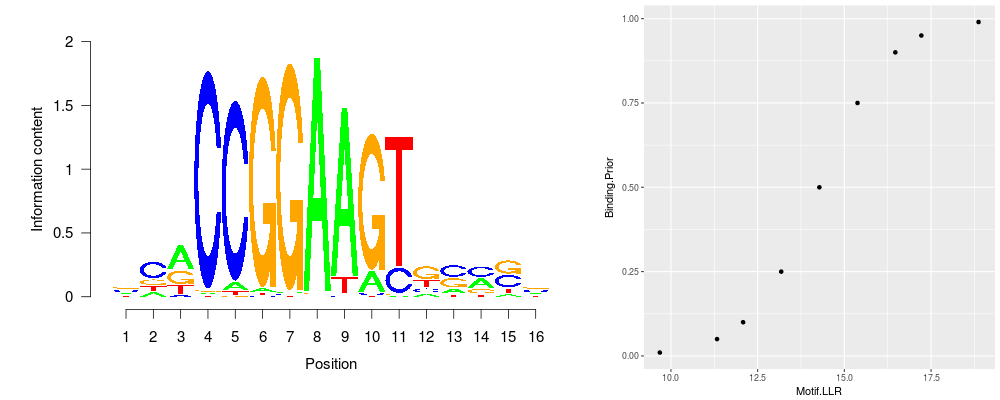 2
1.5
1
0.5
0
Information content
C C G G A A G T
1 2 3 4 5 6 7 8 9 10 11 12 13 14 15 16
Position
1.00
0.75
0.50
0.25
0.00
Binding.Prior
10.0 12.5 15.0 17.5
Motif.LLR